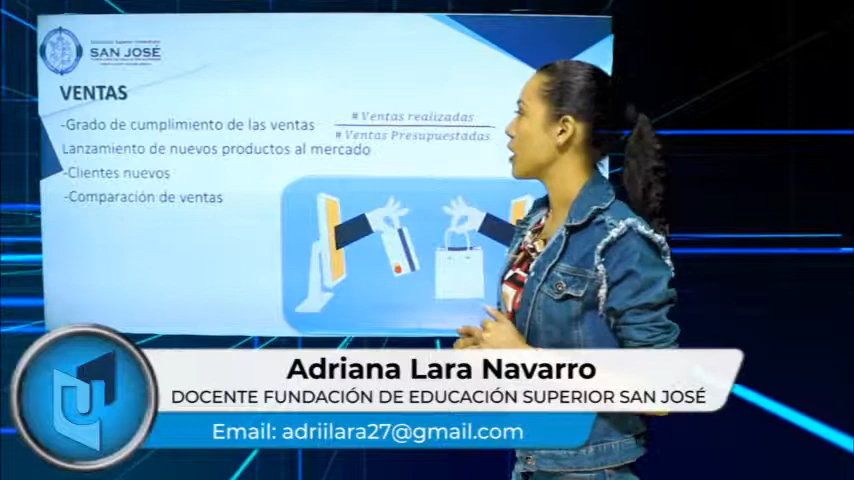 SAN JOSÉ
VENTAS
-Grado de cumplimiento de las ventas
# Ventas realizadas
# Ventas Presupuestadas
Lanzamiento de nuevos productos al mercado
-Clientes nuevos
-Comparación de ventas
Adriana Lara Navarro
DOCENTE FUNDACIÓN DE EDUCACIÓN SUPERIOR SAN JOSÉ
Email: adriilara27@gmail.com